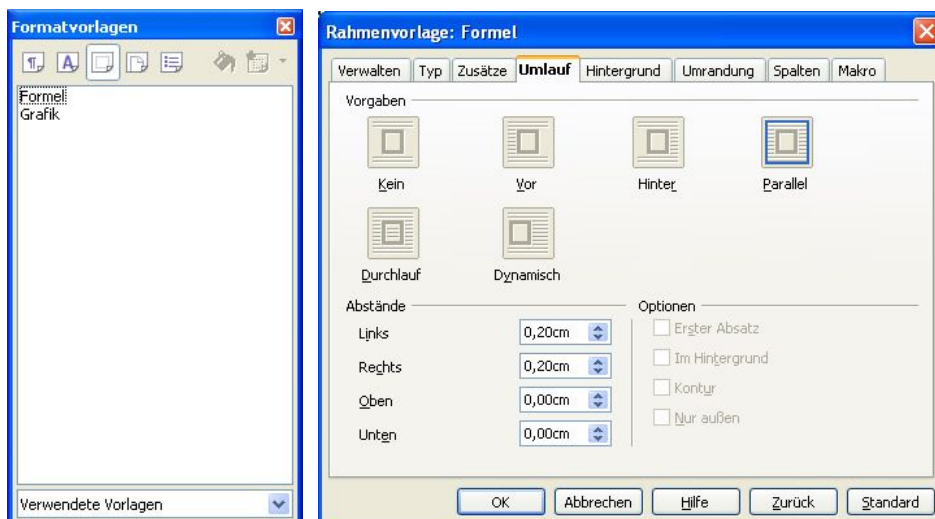 Formatvorlagen
Formel
Grafik
Verwendete Vorlagen
Rahmenvorlage: Formel
Verwalten Typ Zusätze Umlauf Hintergrund Umrandung Spalten Makro
Vorgaben
Kein Vor Hinter Parallel
Durchlauf Dynamisch
Abstände Optionen
Links 0,20cm Erster Absatz
Rechts 0,20cm Im Hintergrund
Oben 0,00cm Kontur
Unten 0,00cm Nur außen
OK Abbrechen Hilfe Zurück Standard